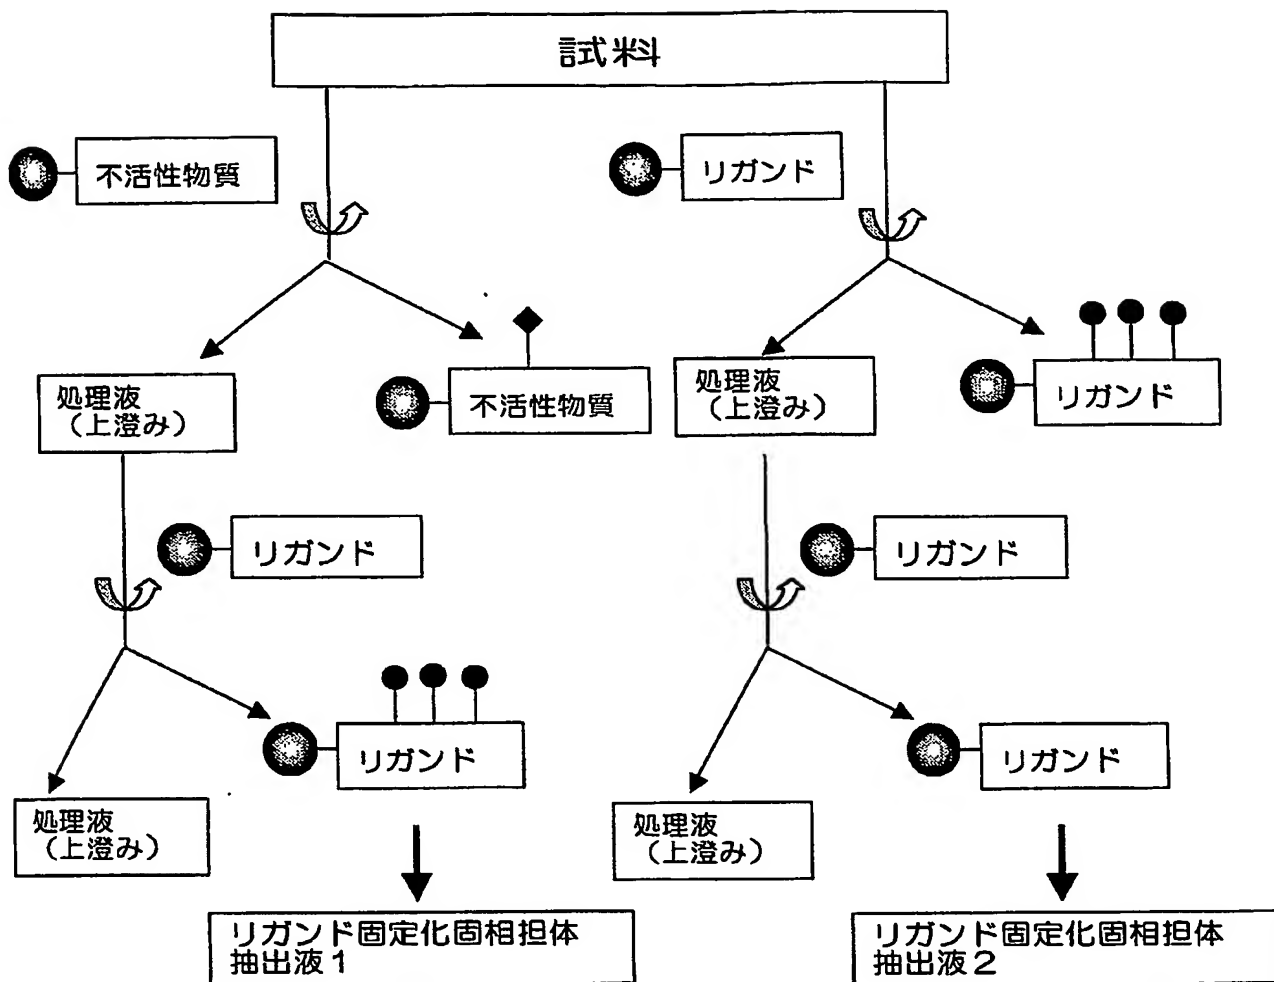 試料
不活性物質
リガンド
処理液
（上澄み）
不活性物質
処理液
（上澄み）
リガンド
リガンド
リガンド
リガンド
リガンド
処理液
（上澄み）
処理液
（上澄み）
リガンド固定化固相担体
抽出液１
リガンド固定化固相担体
抽出液２